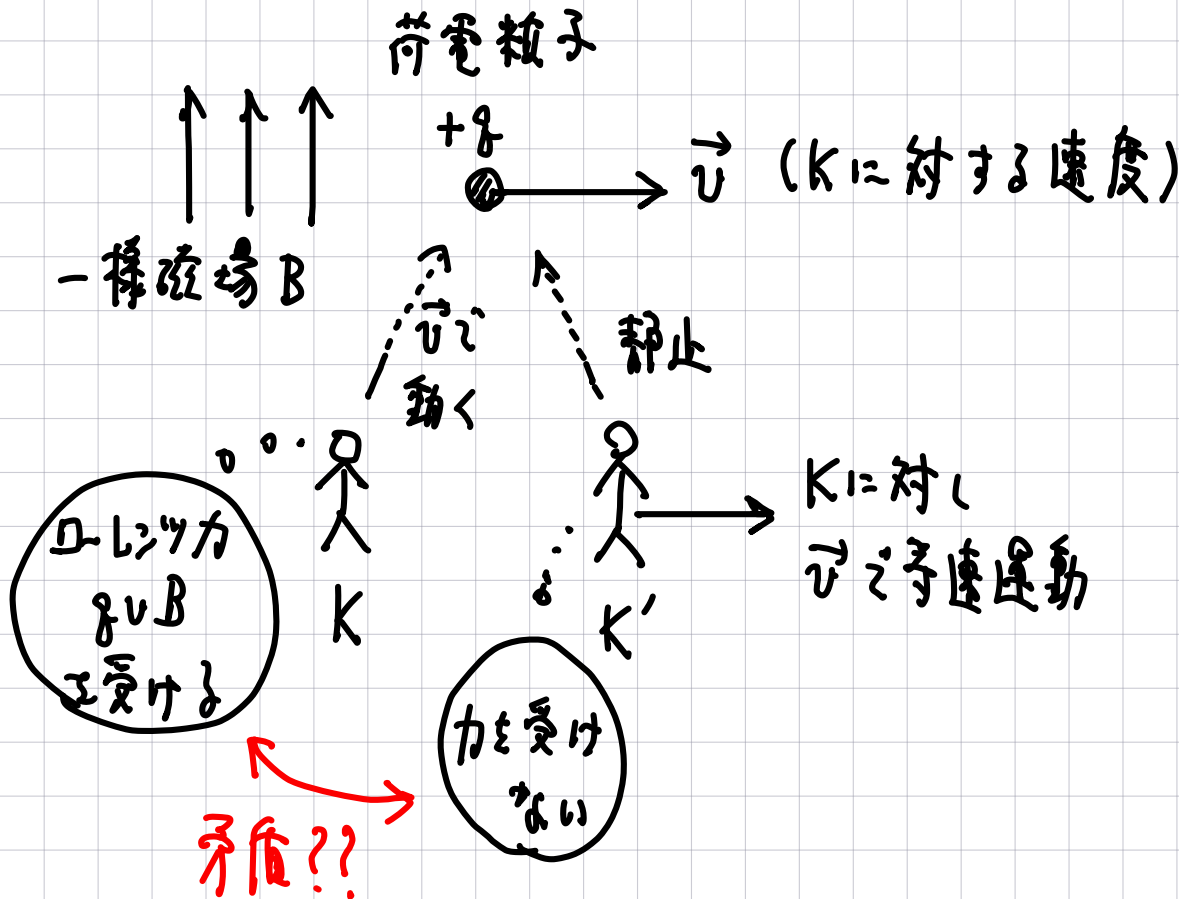 荷電粒子
+q
v⃗ (Kに対する速度)
一様磁場B
v⃗で
動く
静止
ローレンツ力
qvB
を受ける
K
Kに対し
v⃗で等速運動
K'
力を受け
ない
矛盾??